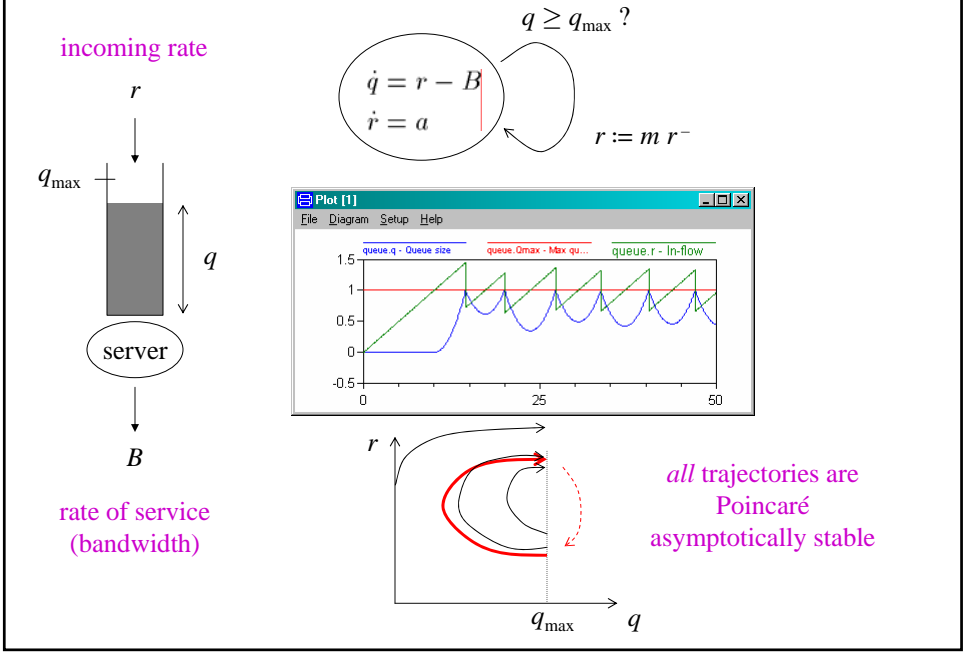 q ≥ q_max ?
incoming rate
r
q̇ = r − B
ṙ = a
r := m r⁻
q_max
q
server
B
rate of service
(bandwidth)
Plot [1]
File Diagram Setup Help
queue.q - Queue size queue.Qmax - Max qu... queue.r - In-flow
1.5
1
0.5
0
-0.5
0 25 50
r
q_max q
all trajectories are
Poincaré
asymptotically stable